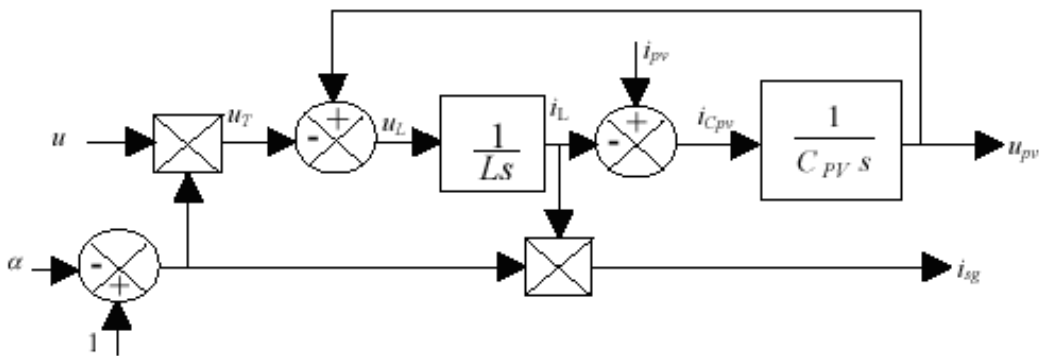 i_pv
u
u_T
- +
u_L
1
Ls
i_L
- +
i_Cpv
1
C_PV s
u_pv
α
- +
i_sg
1